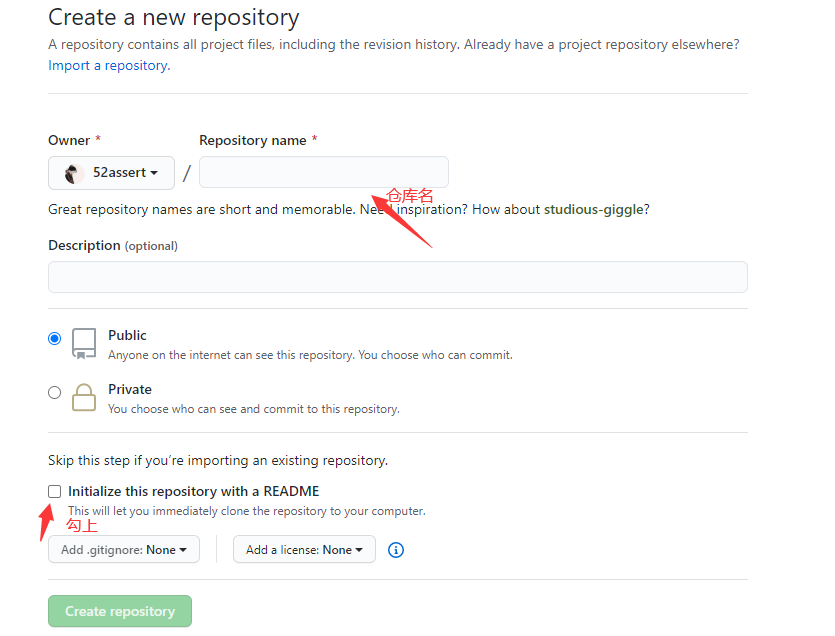 Create a new repository
A repository contains all project files, including the revision history. Already have a project repository elsewhere?
Import a repository.
Owner *
Repository name *
52assert
/
仓库名
Great repository names are short and memorable. Need inspiration? How about studious-giggle?
Description (optional)
Public
Anyone on the internet can see this repository. You choose who can commit.
Private
You choose who can see and commit to this repository.
Skip this step if you’re importing an existing repository.
Initialize this repository with a README
This will let you immediately clone the repository to your computer.
勾上
Add .gitignore: None
Add a license: None
Create repository